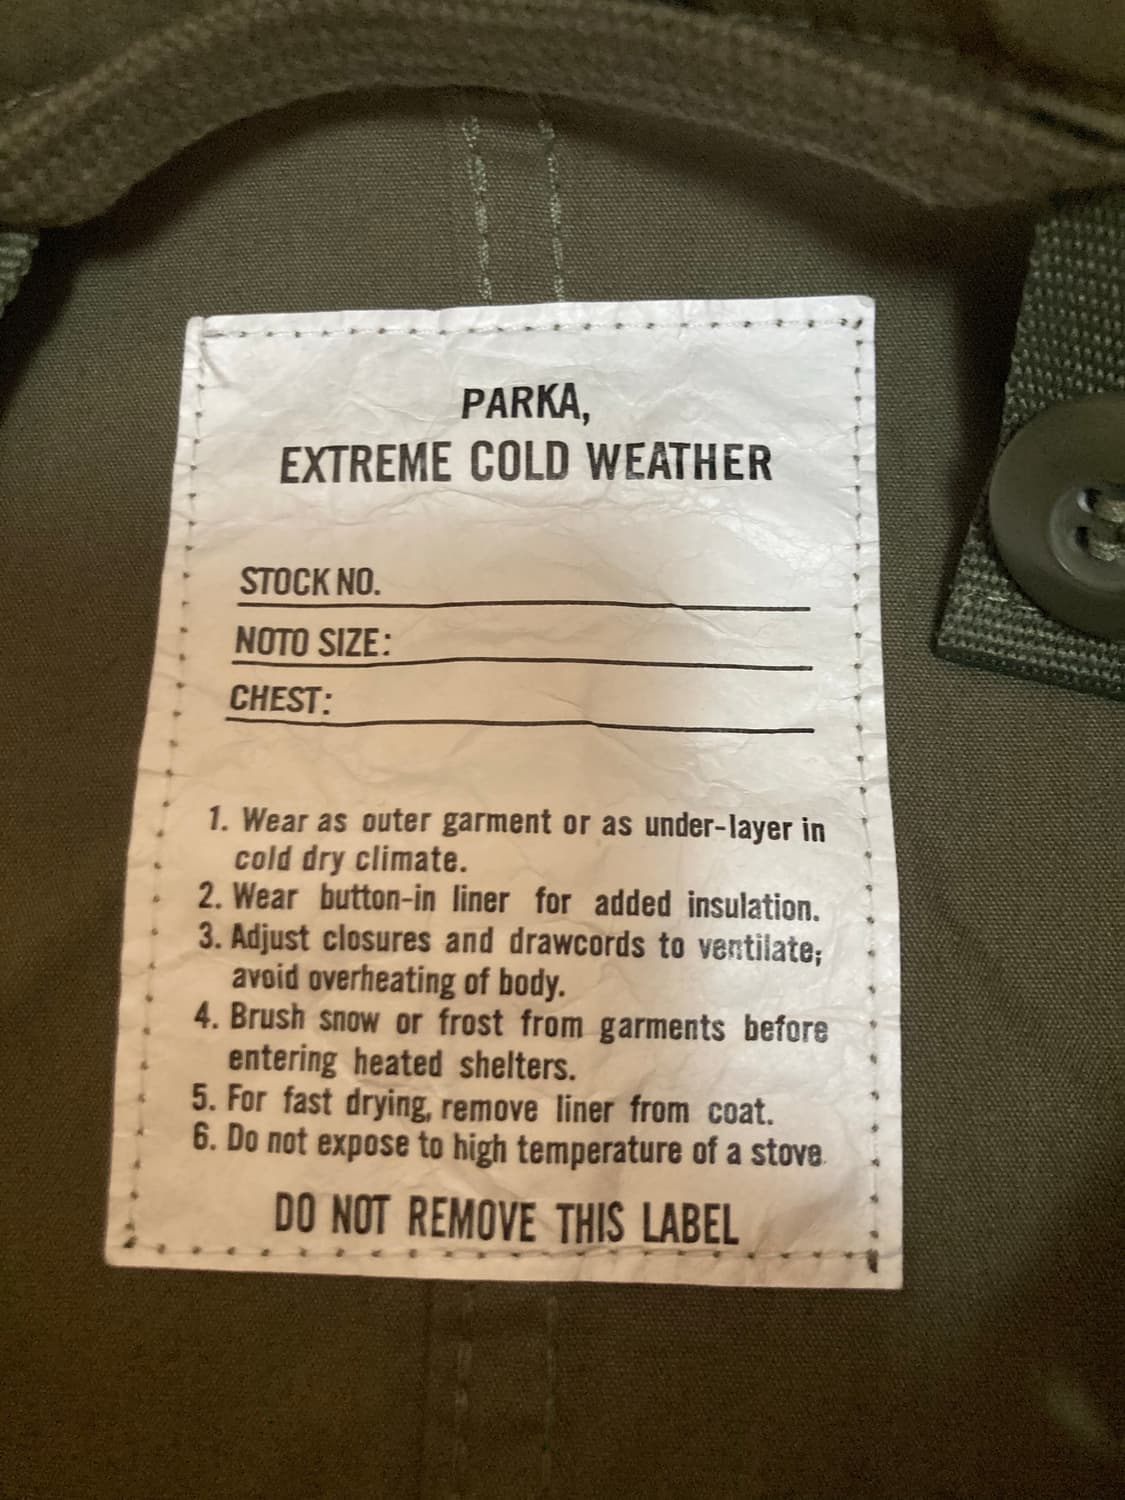 PARKA,
EXTREME COLD WEATHER
STOCK NO.
NOTO SIZE:
CHEST:
1. Wear as outer garment or as under-layer in
cold dry climate.
2. Wear button-in liner for added insulation.
3. Adjust closures and drawcords to ventilate;
avoid overheating of body.
4. Brush snow or frost from garments before
entering heated shelters.
5. For fast drying, remove liner from coat.
6. Do not expose to high temperature of a stove.
DO NOT REMOVE THIS LABEL